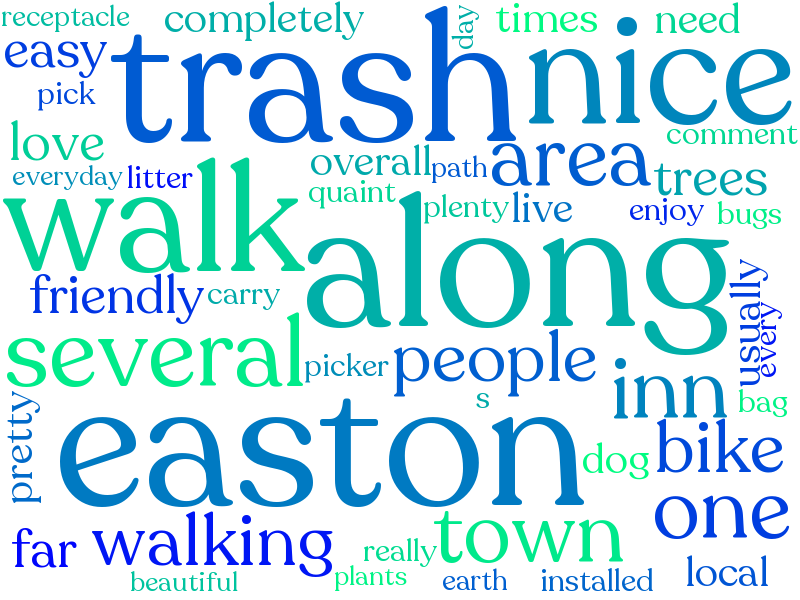 receptacle
completely
day
times
need
easy
trash
nice
pick
love
comment
overall
path
area
trees
everyday
litter
quaint
walk
plenty
live
enjoy
bugs
along
friendly
carry
usually
every
several
picker
people
inn
s
bag
pretty
easton
dog
bike
one
far
walking
town
really
beautiful
plants
earth
installed
local